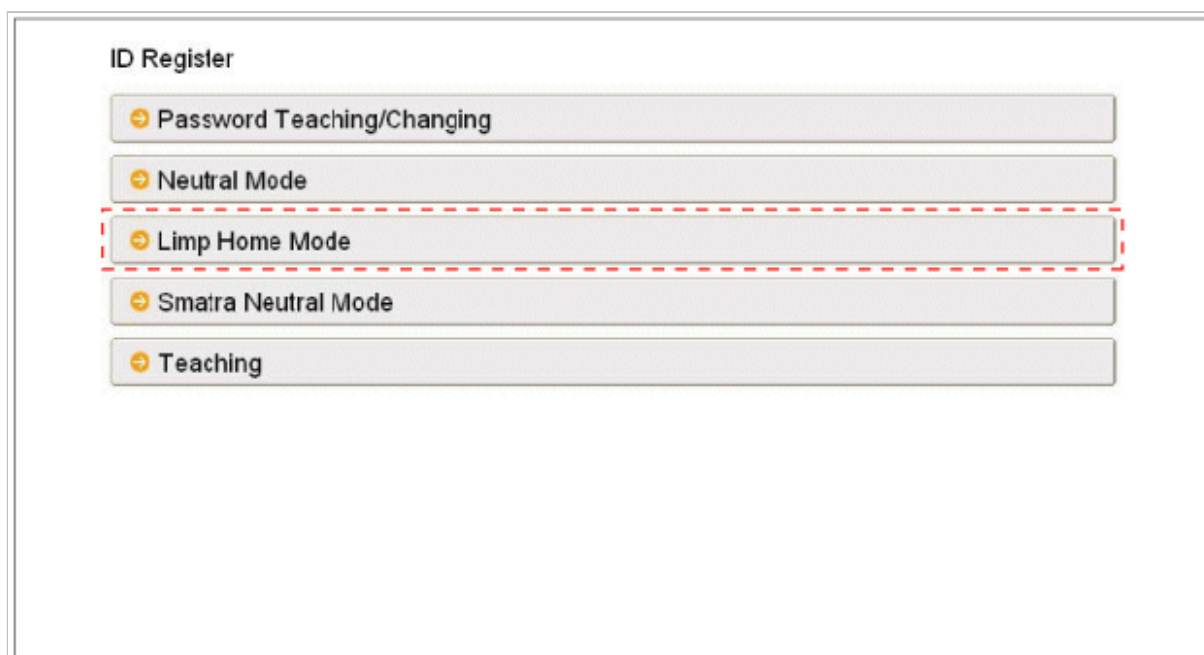 ID Register
Password Teaching/Changing
Neutral Mode
Limp Home Mode
Smatra Neutral Mode
Teaching